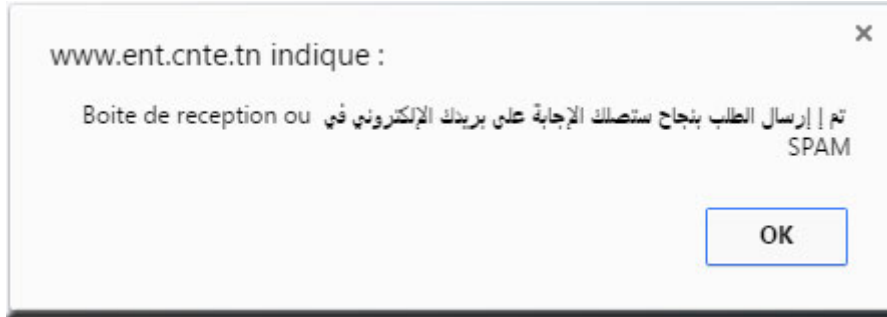 www.ent.cnte.tn indique :
تم | إرسال الطلب بنجاح ستصلك الإجابة على بريدك الإلكتروني في Boite de reception ou
SPAM
OK